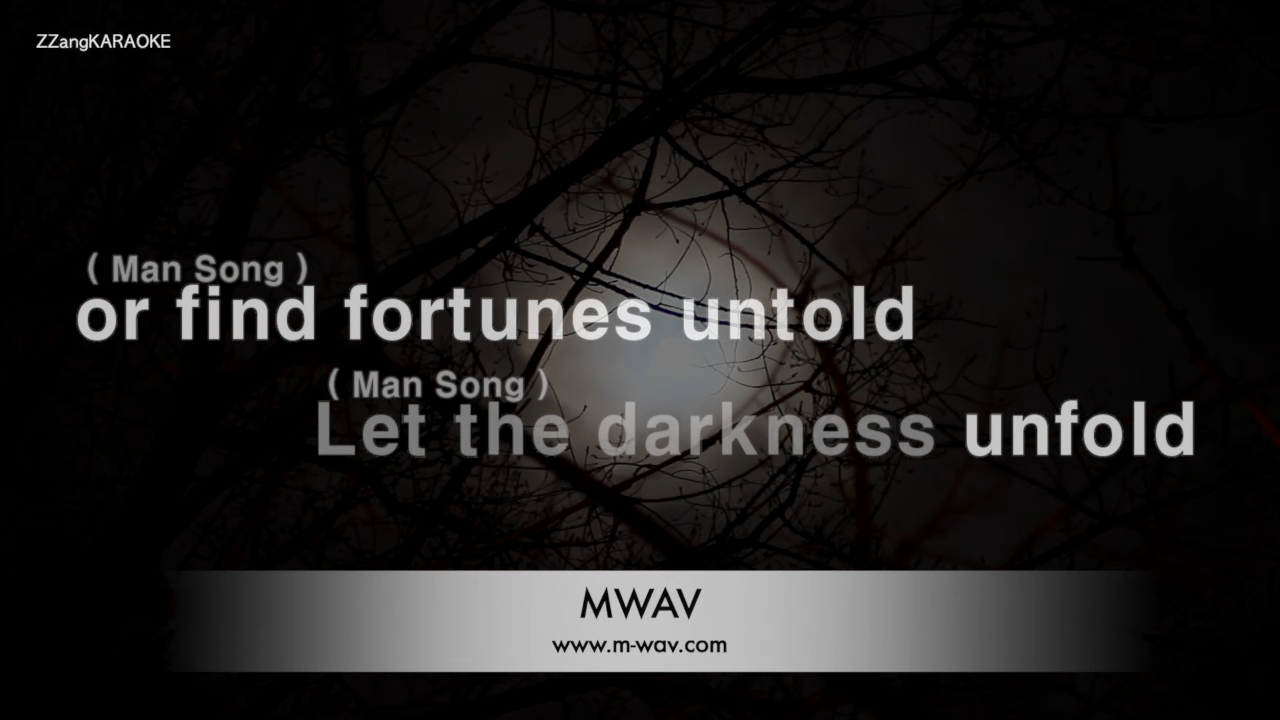 ZZangKARAOKE
( Man Song )
or find fortunes untold
( Man Song )
Let the darkness unfold
MWAV
www.m-wav.com